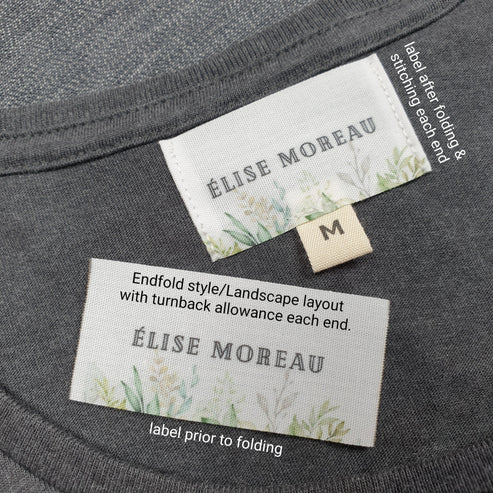 label after folding &
stitching each end
ÉLISE MOREAU
M
Endfold style/Landscape layout
with turnback allowance each end.
ÉLISE MOREAU
label prior to folding